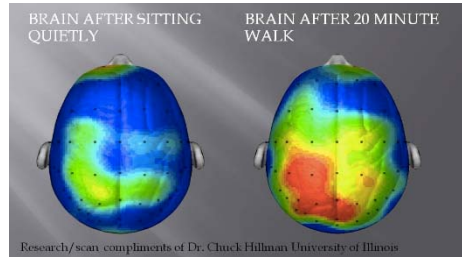 BRAIN AFTER SITTING
QUIETLY
BRAIN AFTER 20 MINUTE
WALK
Research/scan compliments of Dr. Chuck Hillman University of Illinois